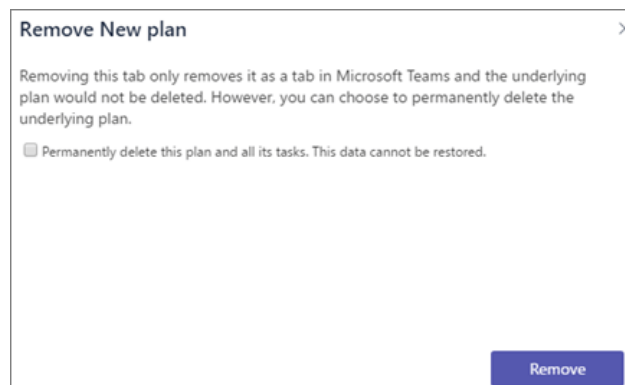 Remove New plan
Removing this tab only removes it as a tab in Microsoft Teams and the underlying
plan would not be deleted. However, you can choose to permanently delete the
underlying plan.
Permanently delete this plan and all its tasks. This data cannot be restored.
Remove